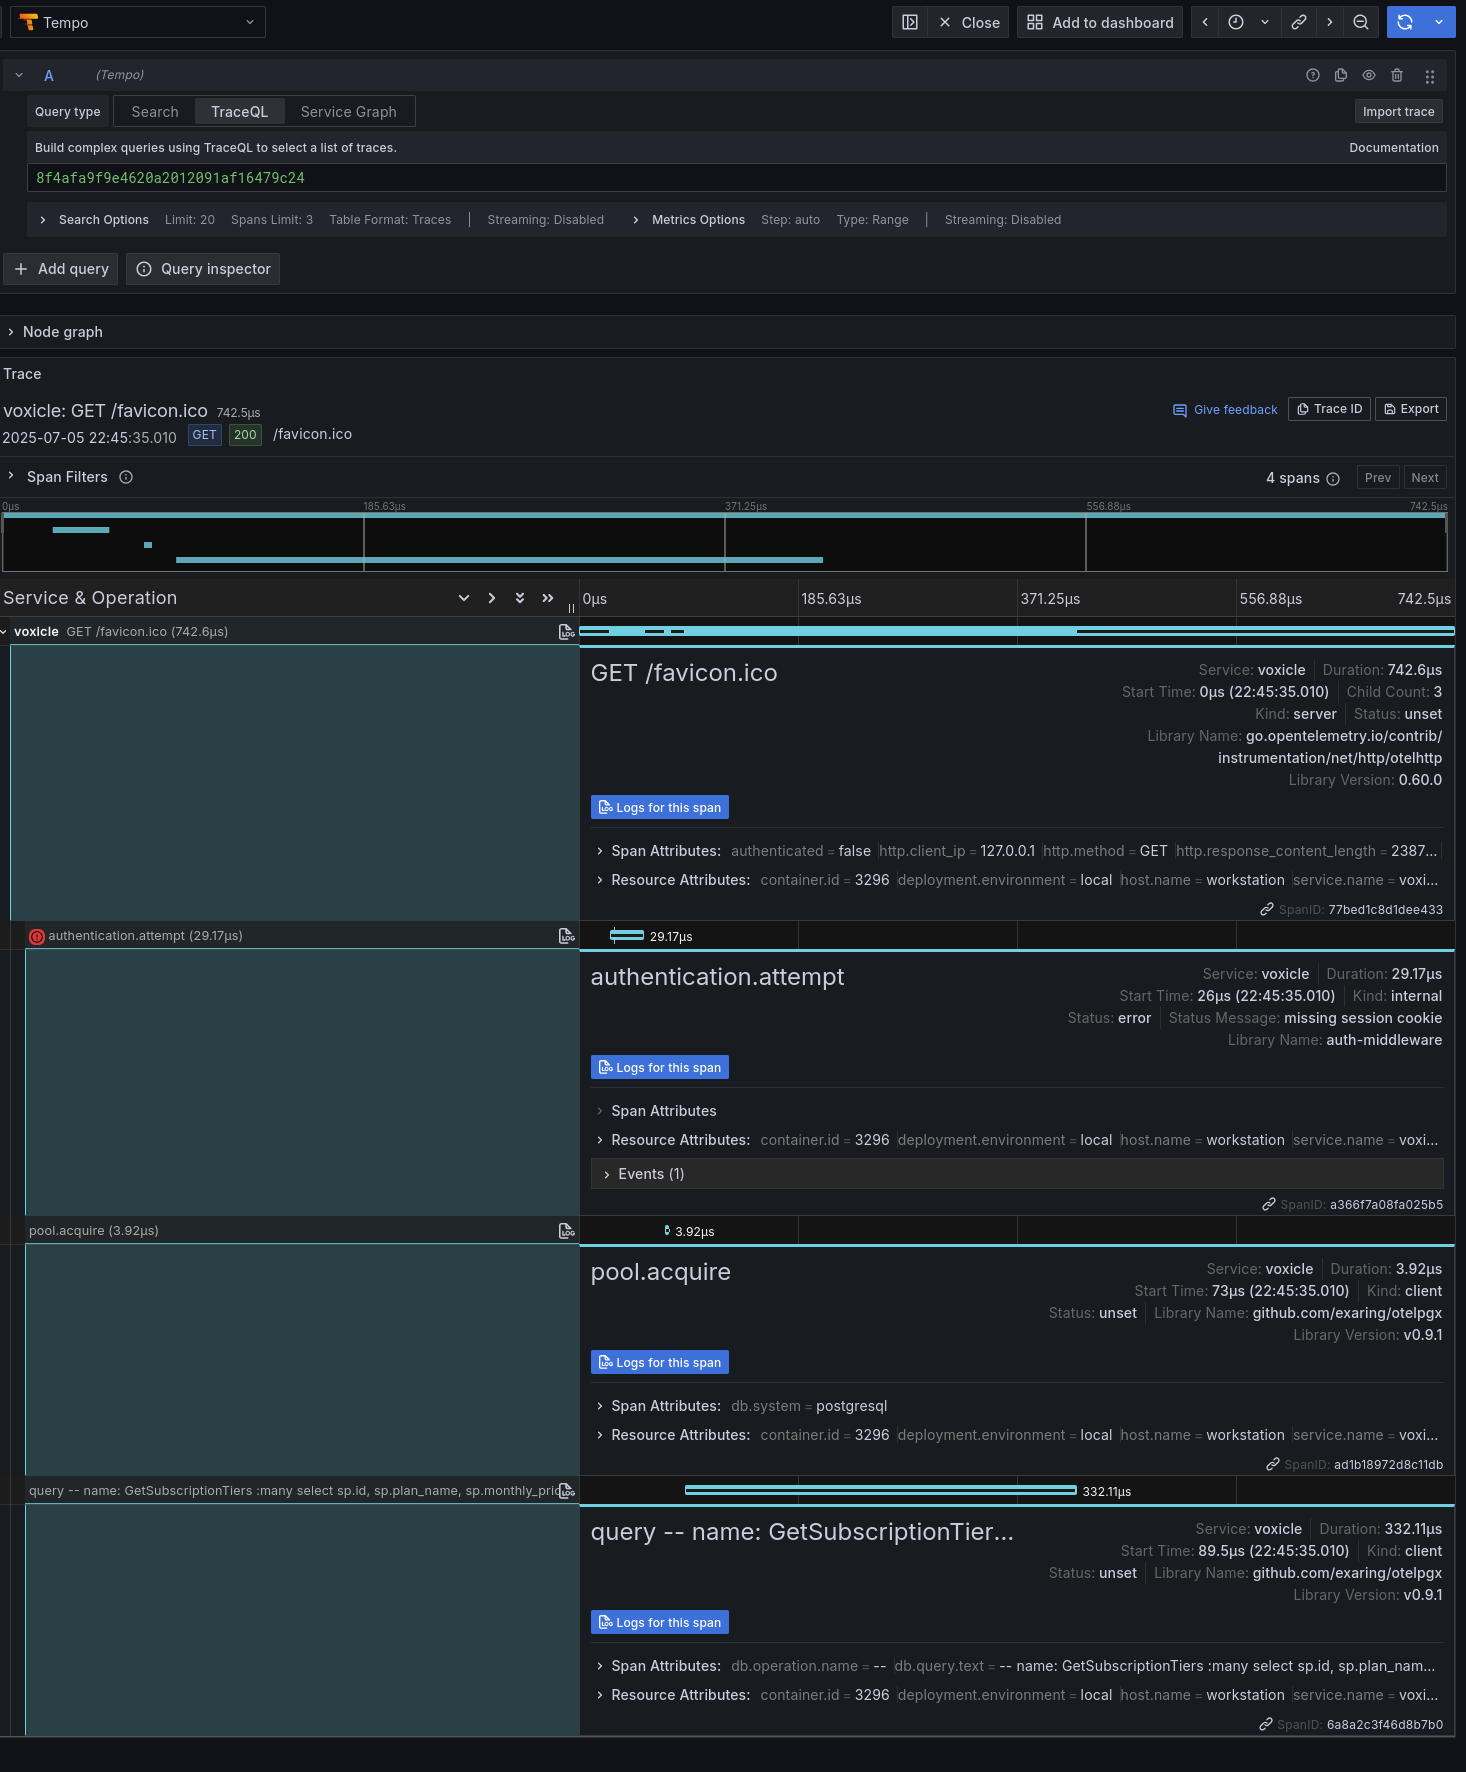 Tempo
Close
Add to dashboard
A (Tempo)
Query type Search TraceQL Service Graph Import trace
Build complex queries using TraceQL to select a list of traces. Documentation
8f4afa9f9e4620a2012091af16479c24
Search Options Limit: 20 Spans Limit: 3 Table Format: Traces Streaming: Disabled Metrics Options Step: auto Type: Range Streaming: Disabled
Add query Query inspector
Node graph
Trace
voxicle: GET /favicon.ico 742.5μs
Give feedback Trace ID Export
2025-07-05 22:45:35.010 GET 200 /favicon.ico
Span Filters 4 spans Prev Next
0μs 185.63μs 371.25μs 556.88μs 742.5μs
Service & Operation 0μs 185.63μs 371.25μs 556.88μs 742.5μs
voxicle GET /favicon.ico (742.6μs) LOG
GET /favicon.ico
Service: voxicle Duration: 742.6μs
Start Time: 0μs (22:45:35.010) Child Count: 3
Kind: server Status: unset
Library Name: go.opentelemetry.io/contrib/
instrumentation/net/http/otelhttp
Library Version: 0.60.0
LOG Logs for this span
Span Attributes: authenticated = false http.client_ip = 127.0.0.1 http.method = GET http.response_content_length = 2387...
Resource Attributes: container.id = 3296 deployment.environment = local host.name = workstation service.name = voxi...
SpanID: 77bed1c8d1dee433
authentication.attempt (29.17μs) LOG 29.17μs
authentication.attempt
Service: voxicle Duration: 29.17μs
Start Time: 26μs (22:45:35.010) Kind: internal
Status: error Status Message: missing session cookie
Library Name: auth-middleware
LOG Logs for this span
Span Attributes
Resource Attributes: container.id = 3296 deployment.environment = local host.name = workstation service.name = voxi...
Events (1)
SpanID: a366f7a08fa025b5
pool.acquire (3.92μs) LOG 3.92μs
pool.acquire
Service: voxicle Duration: 3.92μs
Start Time: 73μs (22:45:35.010) Kind: client
Status: unset Library Name: github.com/exaring/otelpgx
Library Version: v0.9.1
LOG Logs for this span
Span Attributes: db.system = postgresql
Resource Attributes: container.id = 3296 deployment.environment = local host.name = workstation service.name = voxi...
SpanID: ad1b18972d8c11db
query -- name: GetSubscriptionTiers :many select sp.id, sp.plan_name, sp.monthly_pric LOG 332.11μs
query -- name: GetSubscriptionTier...
Service: voxicle Duration: 332.11μs
Start Time: 89.5μs (22:45:35.010) Kind: client
Status: unset Library Name: github.com/exaring/otelpgx
Library Version: v0.9.1
LOG Logs for this span
Span Attributes: db.operation.name = -- db.query.text = -- name: GetSubscriptionTiers :many select sp.id, sp.plan_nam...
Resource Attributes: container.id = 3296 deployment.environment = local host.name = workstation service.name = voxi...
SpanID: 6a8a2c3f46d8b7b0